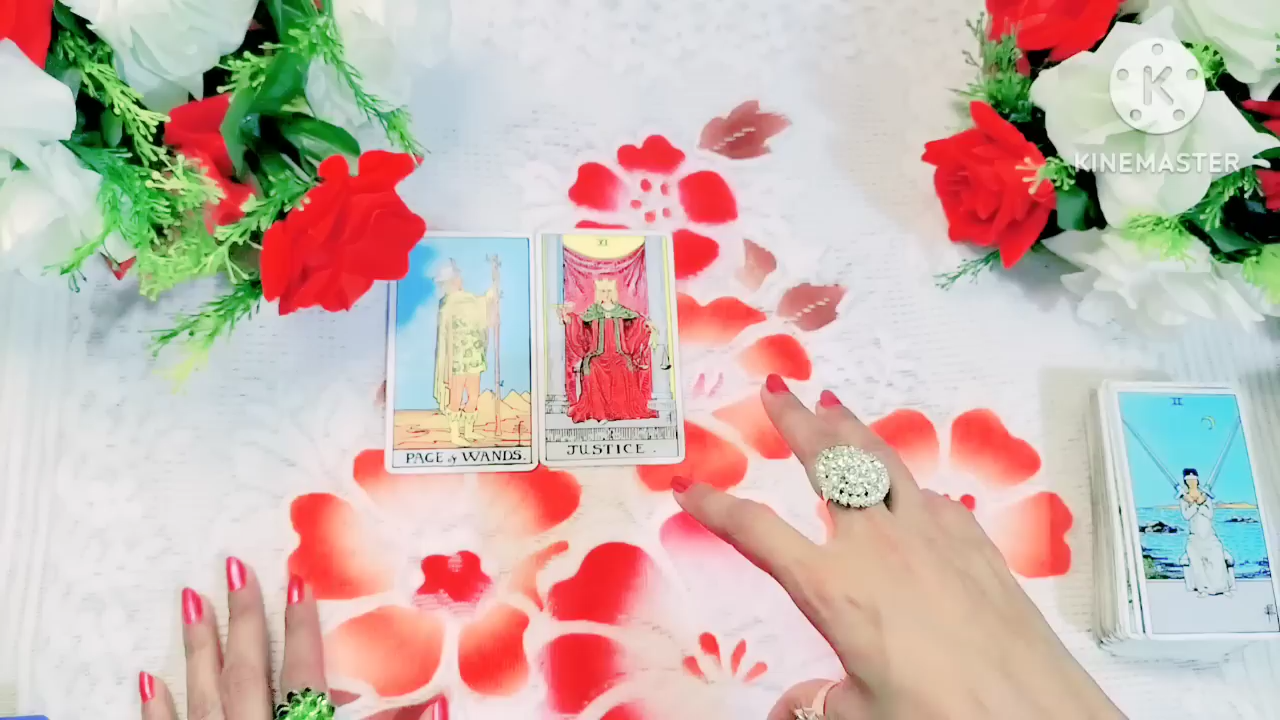 K
KINEMASTER
XI
PAGE of WANDS.
JUSTICE.
II